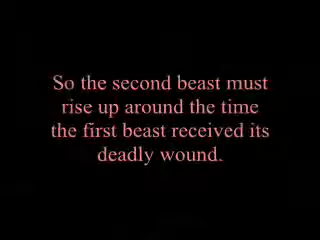 So the second beast must
rise up around the time
the first beast received its
deadly wound.